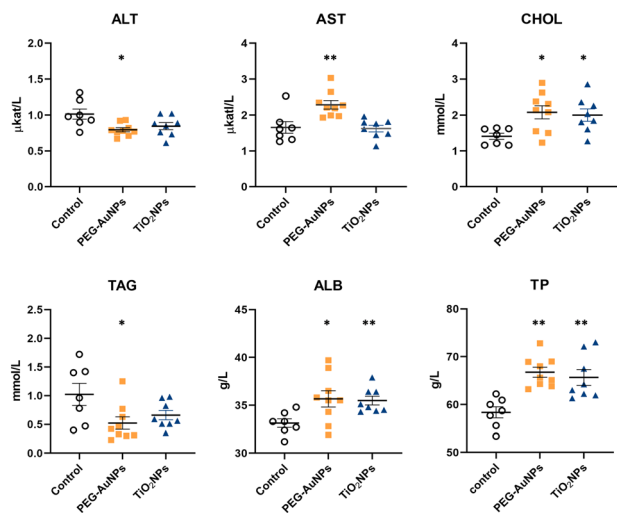 ALT
μkat/L
2.0
1.5
1.0
0.5
0.0
*
Control
PEG-AuNPs
TiO₂NPs
AST
μkat/L
4
3
2
1
0
**
Control
PEG-AuNPs
TiO₂NPs
CHOL
mmol/L
4
3
2
1
0
*
*
Control
PEG-AuNPs
TiO₂NPs
TAG
mmol/L
2.5
2.0
1.5
1.0
0.5
0.0
*
Control
PEG-AuNPs
TiO₂NPs
ALB
g/L
45
40
35
30
*
**
Control
PEG-AuNPs
TiO₂NPs
TP
g/L
80
70
60
50
**
**
control
PEG-AuNPs
TiO₂NPs